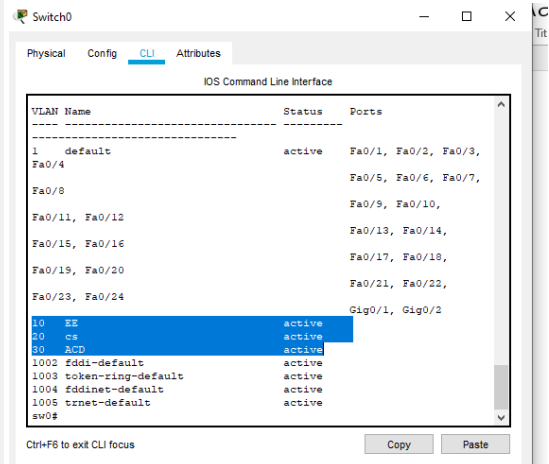 Switch0
Physical Config CLI Attributes
IOS Command Line Interface
VLAN Name Status Ports
---- -------------------------------- ---------
-------------------------------
1 default active Fa0/1, Fa0/2, Fa0/3,
Fa0/4
Fa0/5, Fa0/6, Fa0/7,
Fa0/8
Fa0/9, Fa0/10,
Fa0/11, Fa0/12
Fa0/13, Fa0/14,
Fa0/15, Fa0/16
Fa0/17, Fa0/18,
Fa0/19, Fa0/20
Fa0/21, Fa0/22,
Fa0/23, Fa0/24
Gig0/1, Gig0/2
10 EE active
20 cs active
30 ACD active
1002 fddi-default active
1003 token-ring-default active
1004 fddinet-default active
1005 trnet-default active
sw0#
Ctrl+F6 to exit CLI focus
Copy Paste